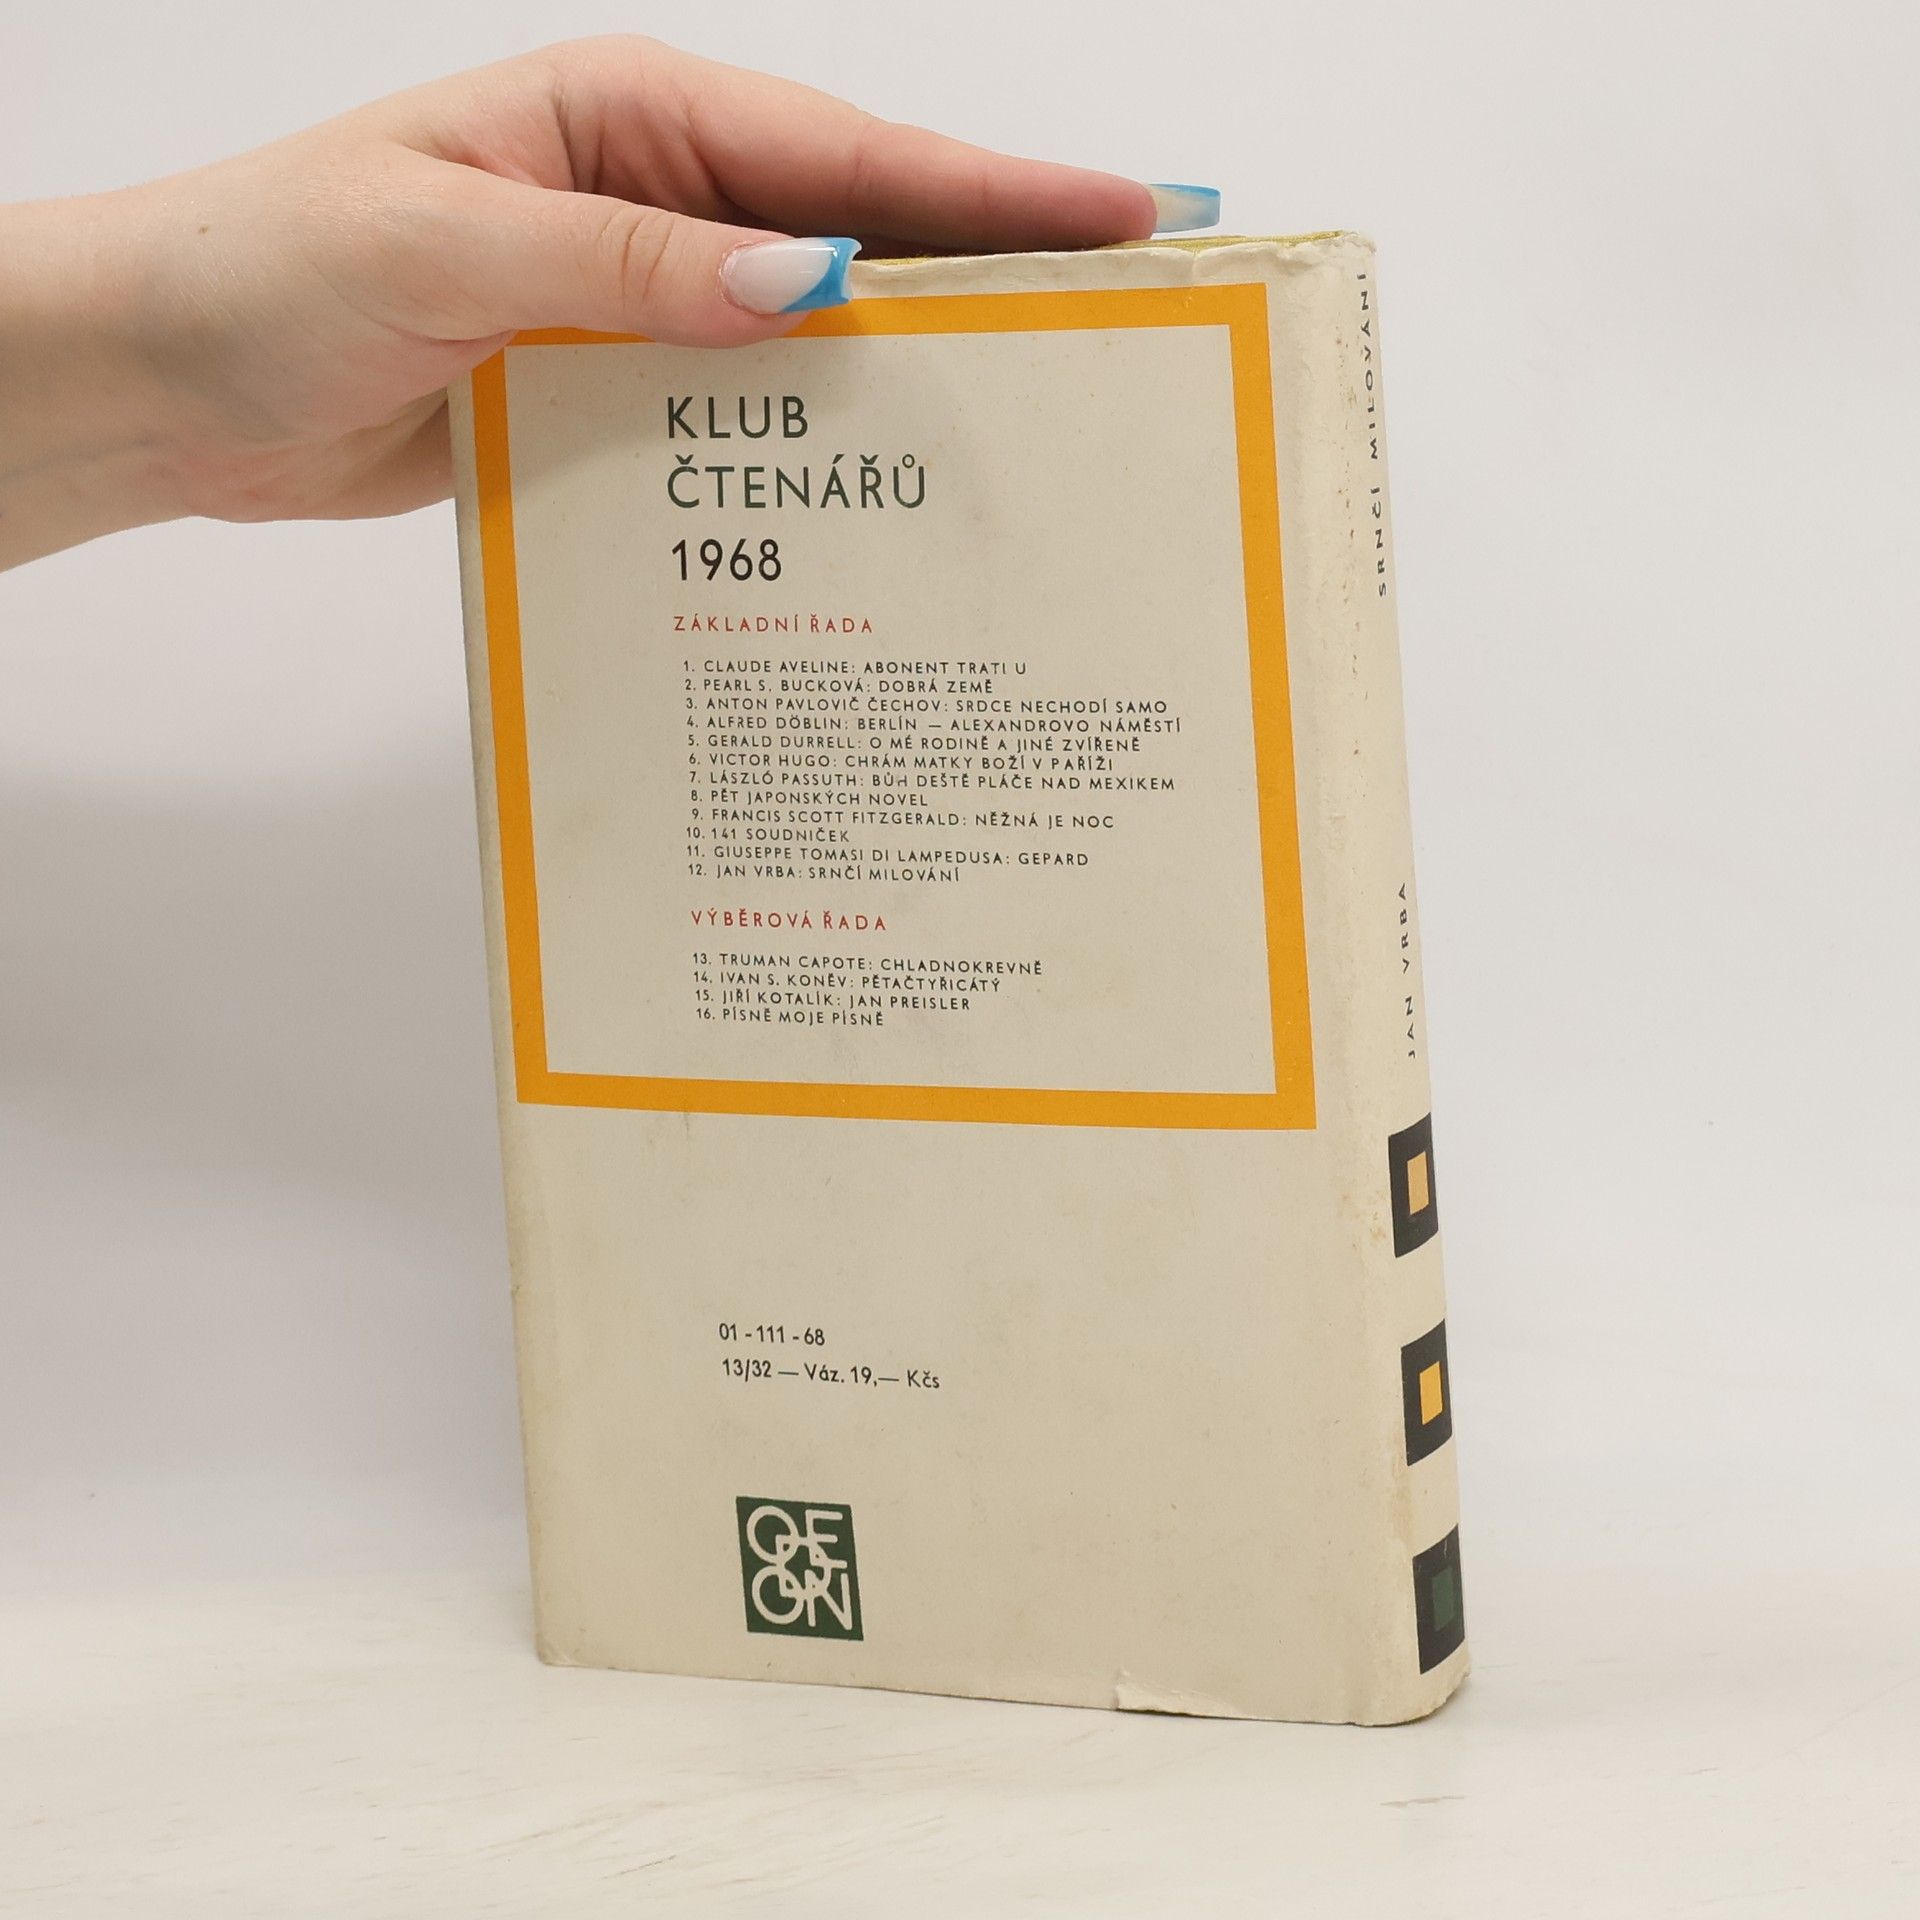 KLUB
ČTENÁŘŮ
1968
ZÁKLADNÍ ŘADA
1. CLAUDE AVELINE: ABONENT TRATI U
2. PEARL S. BUCKOVÁ: DOBRÁ ZEMĚ
3. ANTON PAVLOVIČ ČECHOV: SRDCE NECHODÍ SAMO
4. ALFRED DÖBLIN: BERLÍN — ALEXANDROVO NÁMĚSTÍ
5. GERALD DURRELL: O MÉ RODINĚ A JINÉ ZVÍŘENĚ
6. VICTOR HUGO: CHRÁM MATKY BOŽÍ V PAŘÍŽI
7. LÁSZLÓ PASSUTH: BŮH DEŠTĚ PLÁČE NAD MEXIKEM
8. PĚT JAPONSKÝCH NOVEL
9. FRANCIS SCOTT FITZGERALD: NĚŽNÁ JE NOC
10. 141 SOUDNIČEK
11. GIUSEPPE TOMASI DI LAMPEDUSA: GEPARD
12. JAN VRBA: SRNČÍ MILOVÁNÍ
VÝBĚROVÁ ŘADA
13. TRUMAN CAPOTE: CHLADNOKREVNĚ
14. IVAN S. KONĚV: PĚTAČTYŘICÁTÝ
15. JIŘÍ KOTALÍK: JAN PREISLER
16. PÍSNĚ MOJE PÍSNĚ
01 - 111 - 68
13/32 — Váz. 19,— Kčs
ODEON
JAN VRBA
SRNČÍ MILOVÁNÍ